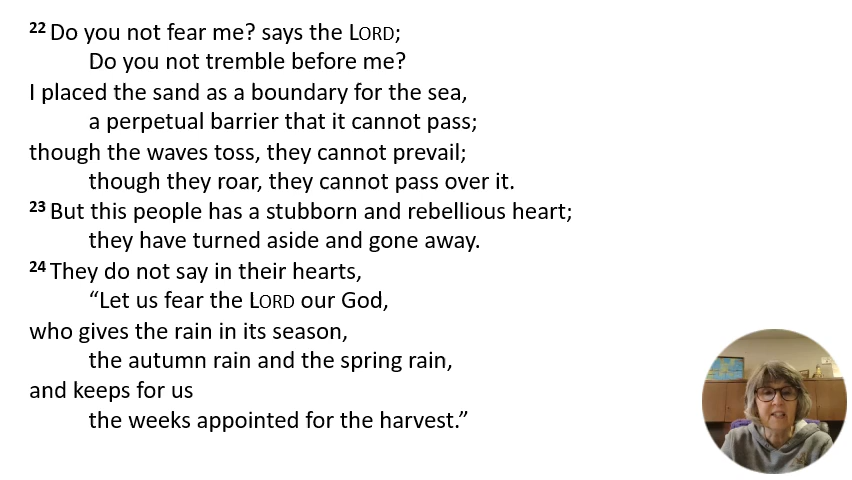 22 Do you not fear me? says the LORD;
Do you not tremble before me?
I placed the sand as a boundary for the sea,
a perpetual barrier that it cannot pass;
though the waves toss, they cannot prevail;
though they roar, they cannot pass over it.
23 But this people has a stubborn and rebellious heart;
they have turned aside and gone away.
24 They do not say in their hearts,
“Let us fear the LORD our God,
who gives the rain in its season,
the autumn rain and the spring rain,
and keeps for us
the weeks appointed for the harvest.”